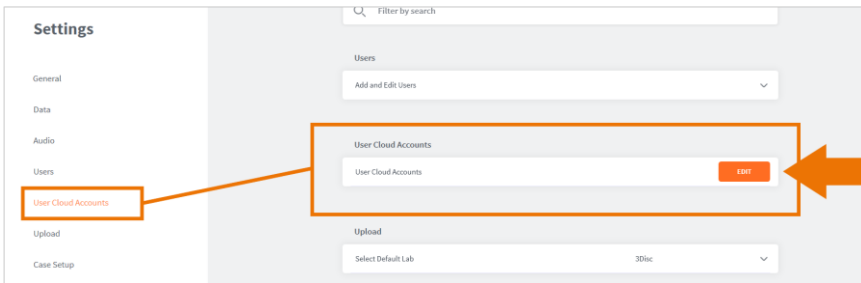 Settings
General
Data
Audio
Users
User Cloud Accounts
Upload
Case Setup
Filter by search
Users
Add and Edit Users
User Cloud Accounts
User Cloud Accounts EDIT
Upload
Select Default Lab 3Disc